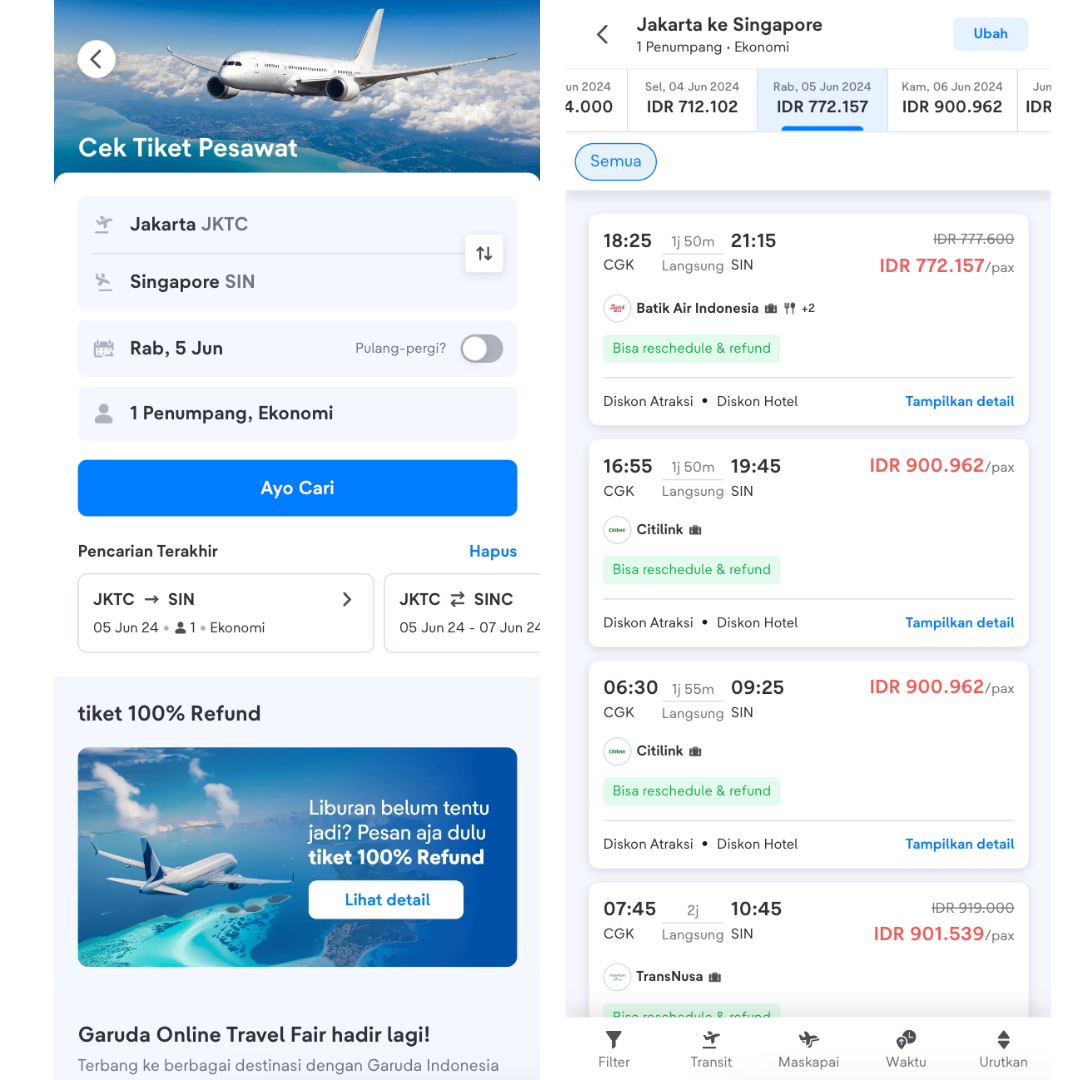 Cek Tiket Pesawat
Jakarta JKTC
Singapore SIN
Rab, 5 Jun
Pulang-pergi?
1 Penumpang, Ekonomi
Ayo Cari
Pencarian Terakhir
Hapus
JKTC → SIN
05 Jun 24 • 1 • Ekonomi
JKTC ⇄ SINC
05 Jun 24 - 07 Jun 24
tiket 100% Refund
Liburan belum tentu
jadi? Pesan aja dulu
tiket 100% Refund
Lihat detail
Garuda Online Travel Fair hadir lagi!
Terbang ke berbagai destinasi dengan Garuda Indonesia
Jakarta ke Singapore
1 Penumpang • Ekonomi
Ubah
un 2024
4.000
Sel, 04 Jun 2024
IDR 712.102
Rab, 05 Jun 2024
IDR 772.157
Kam, 06 Jun 2024
IDR 900.962
Jun
IDR
Semua
18:25 1j 50m 21:15 IDR 777.600
CGK Langsung SIN IDR 772.157/pax
Batik Air Indonesia +2
Bisa reschedule & refund
Diskon Atraksi • Diskon Hotel Tampilkan detail
16:55 1j 50m 19:45 IDR 900.962/pax
CGK Langsung SIN
Citilink
Bisa reschedule & refund
Diskon Atraksi • Diskon Hotel Tampilkan detail
06:30 1j 55m 09:25 IDR 900.962/pax
CGK Langsung SIN
Citilink
Bisa reschedule & refund
Diskon Atraksi • Diskon Hotel Tampilkan detail
07:45 2j 10:45 IDR 919.000
CGK Langsung SIN IDR 901.539/pax
TransNusa
Bisa reschedule & refund
Filter
Transit
Maskapai
Waktu
Urutkan